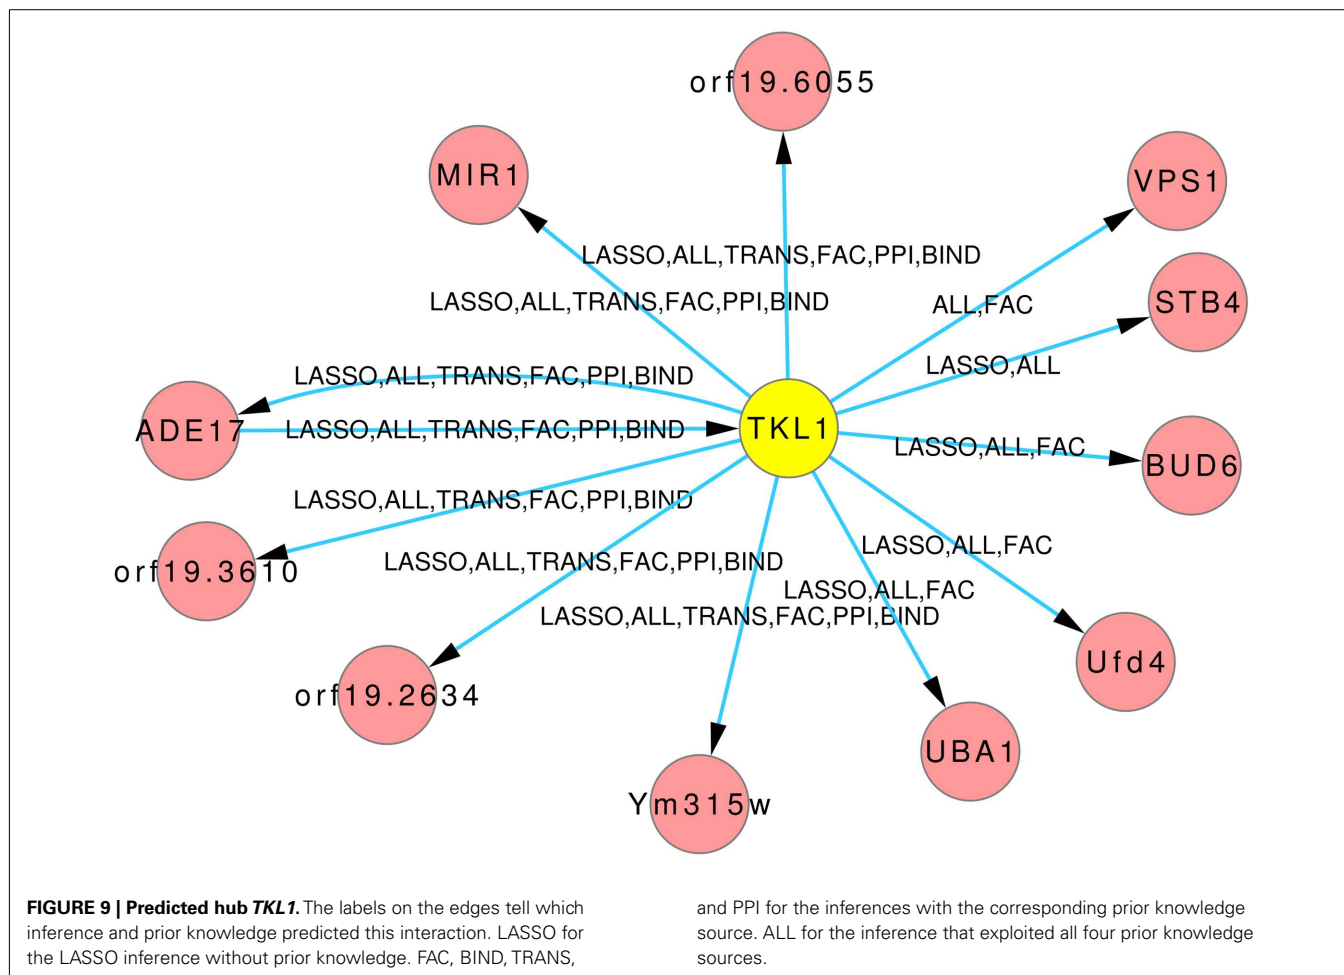 orf19.6055
MIR1
VPS1
LASSO,ALL,TRANS,FAC,PPI,BIND
LASSO,ALL,TRANS,FAC,PPI,BIND
ALL,FAC
STB4
LASSO,ALL
LASSO,ALL,TRANS,FAC,PPI,BIND
ADE17
LASSO,ALL,TRANS,FAC,PPI,BIND
TKL1
LASSO,ALL,FAC
BUD6
LASSO,ALL,TRANS,FAC,PPI,BIND
LASSO,ALL,FAC
orf19.3610
LASSO,ALL,TRANS,FAC,PPI,BIND
LASSO,ALL,FAC
LASSO,ALL,TRANS,FAC,PPI,BIND
Ufd4
orf19.2634
UBA1
Ym315w
FIGURE 9 | Predicted hub TKL1. The labels on the edges tell which
inference and prior knowledge predicted this interaction. LASSO for
the LASSO inference without prior knowledge. FAC, BIND, TRANS,
and PPI for the inferences with the corresponding prior knowledge
source. ALL for the inference that exploited all four prior knowledge
sources.